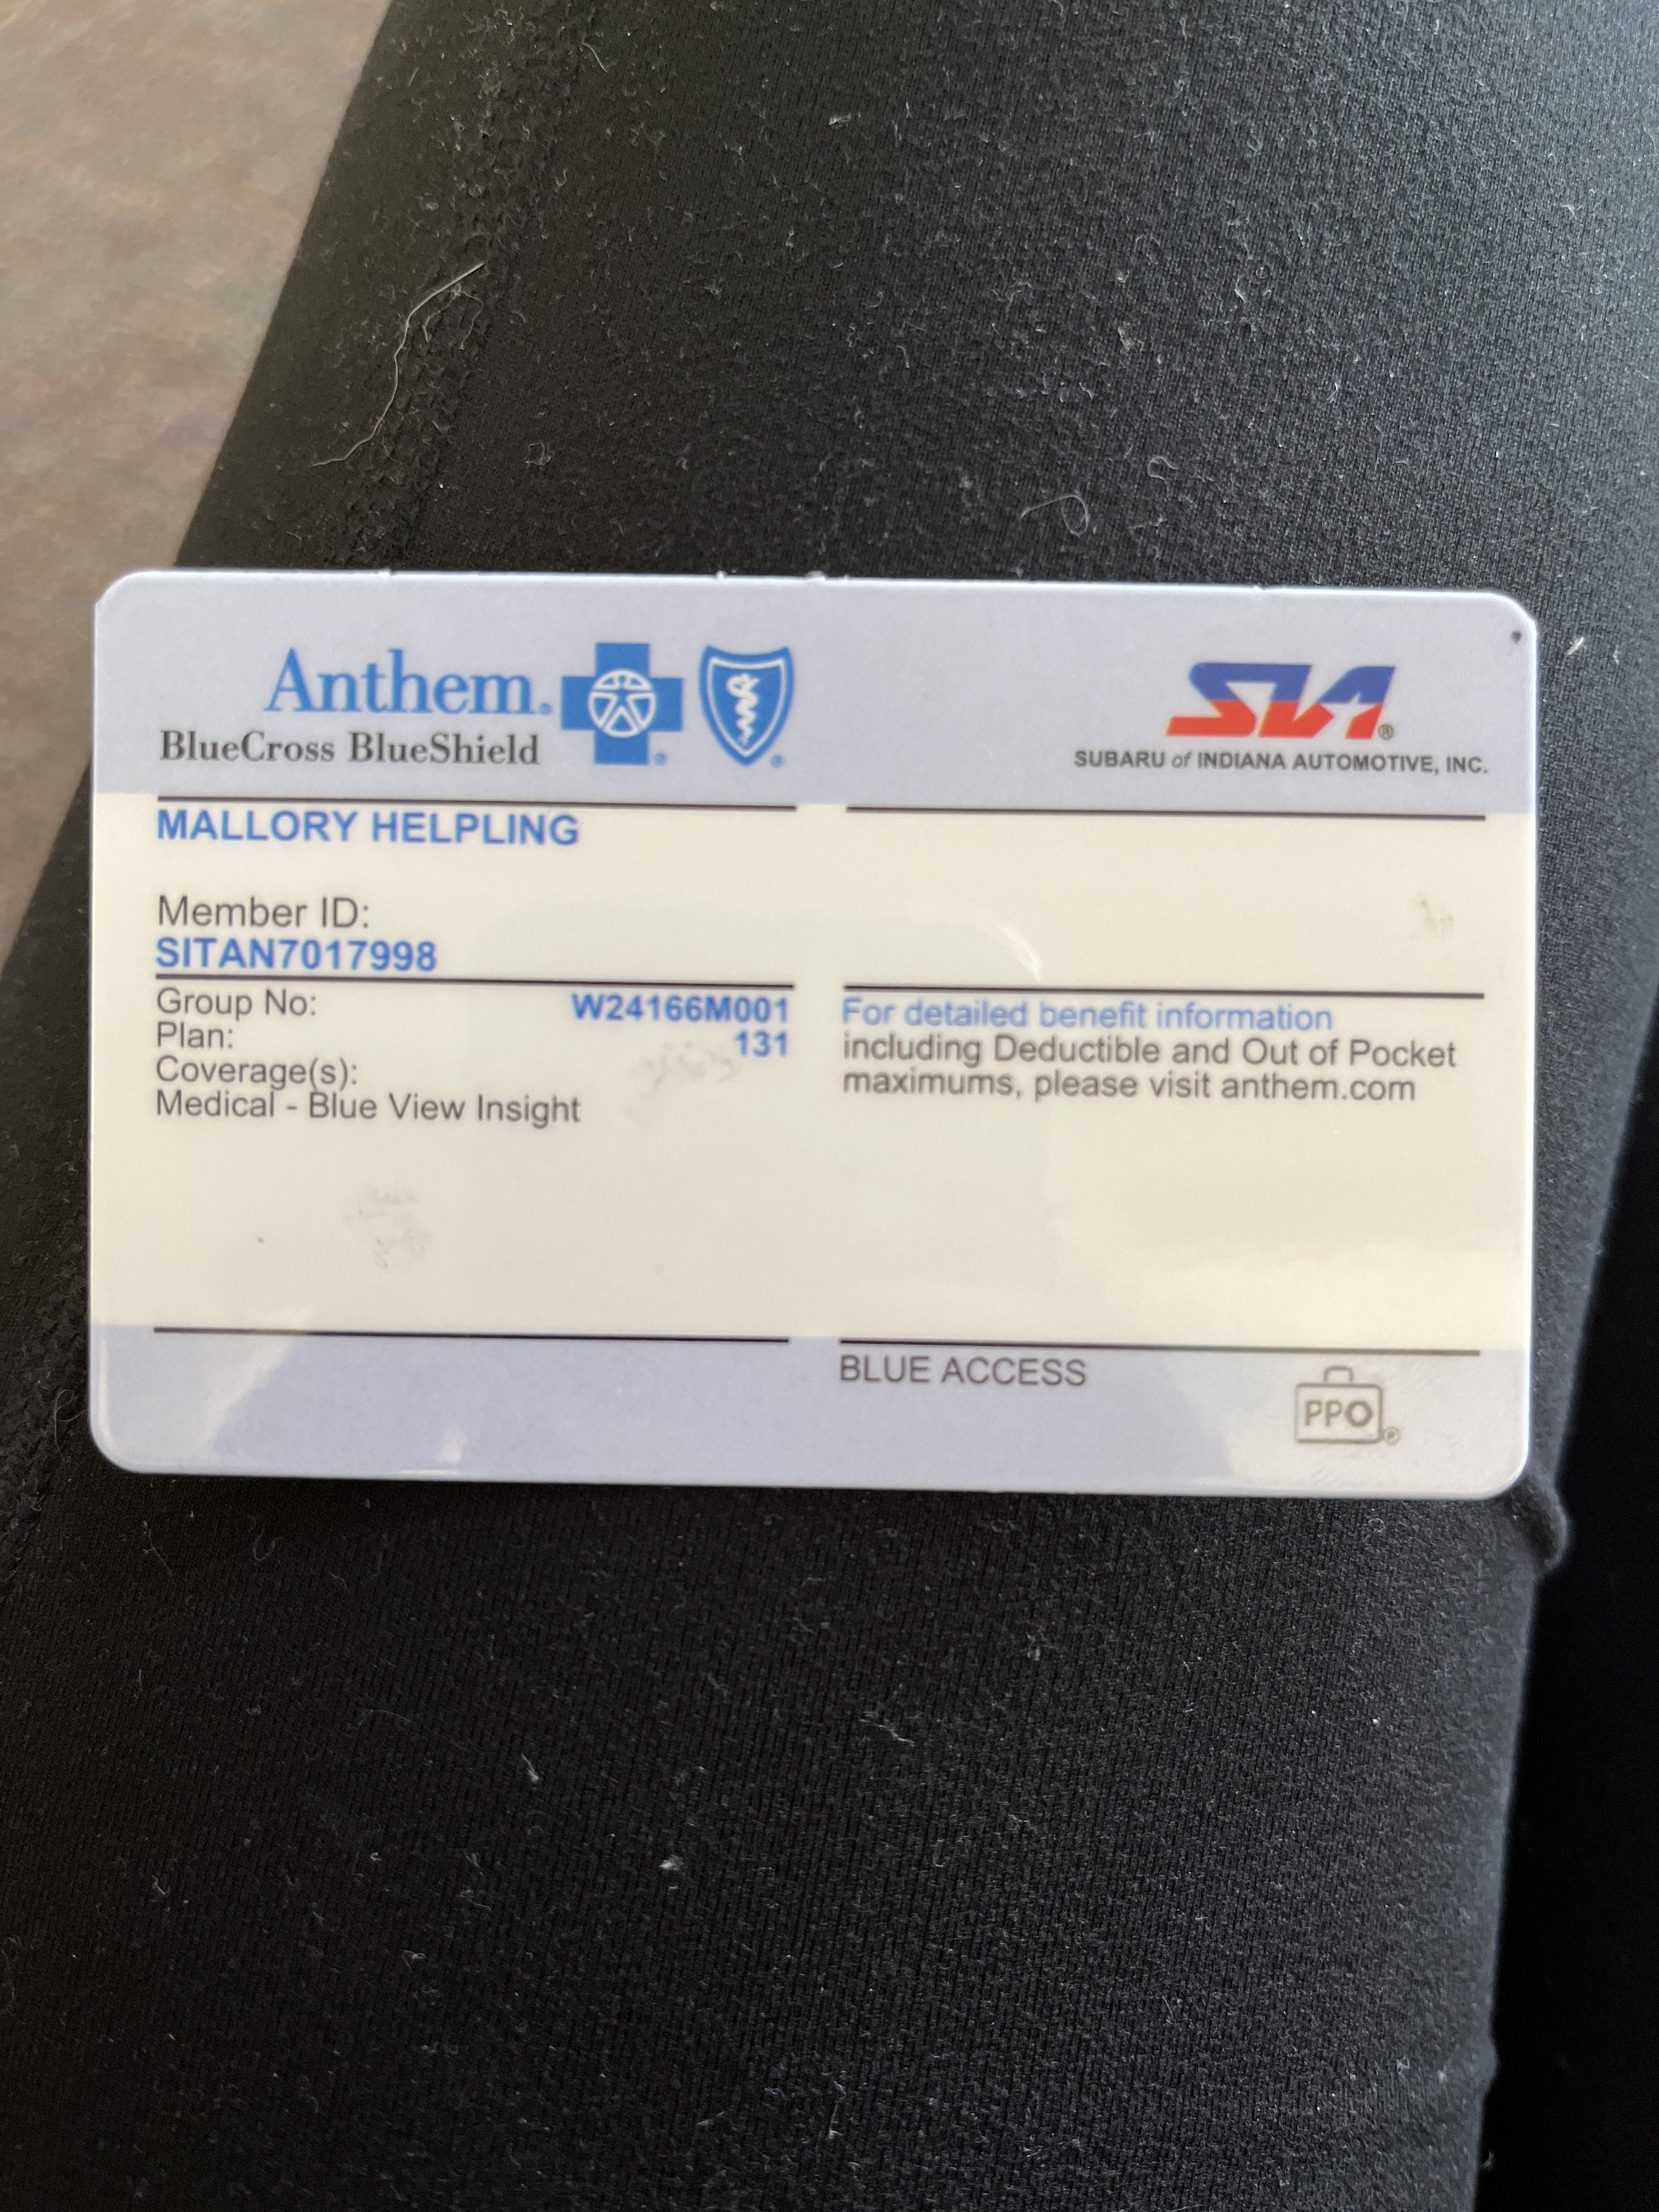 Anthem®
BlueCross BlueShield
SIA®
SUBARU of INDIANA AUTOMOTIVE, INC.
MALLORY HELPLING
Member ID:
SITAN7017998
Group No: W24166M001
Plan: 131
Coverage(s):
Medical - Blue View Insight
For detailed benefit information
including Deductible and Out of Pocket
maximums, please visit anthem.com
BLUE ACCESS
PPO®